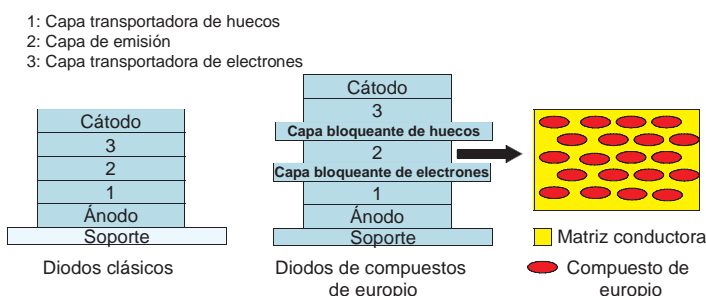 1: Capa transportadora de huecos
2: Capa de emisión
3: Capa transportadora de electrones
Cátodo
3
2
1
Ánodo
Soporte
Diodos clásicos
Cátodo
3
Capa bloqueante de huecos
2
Capa bloqueante de electrones
1
Ánodo
Soporte
Diodos de compuestos
de europio
Matriz conductora
Compuesto de
europio